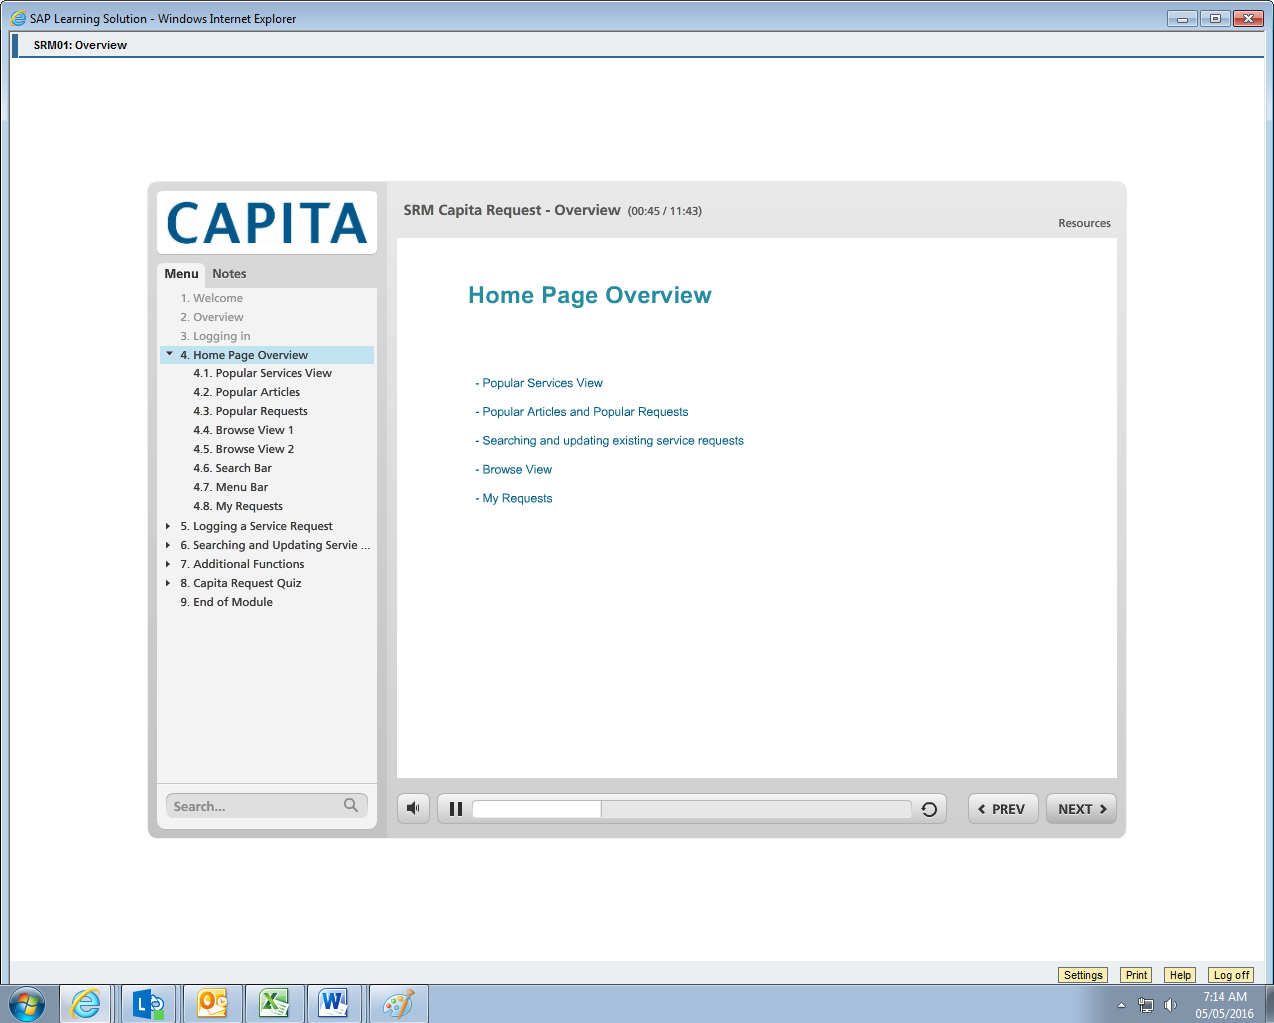 SAP Learning Solution - Windows Internet Explorer
SRM01: Overview
CAPITA
SRM Capita Request - Overview (00:45 / 11:43)
Resources
Menu Notes
1. Welcome
2. Overview
3. Logging in
4. Home Page Overview
4.1. Popular Services View
4.2. Popular Articles
4.3. Popular Requests
4.4. Browse View 1
4.5. Browse View 2
4.6. Search Bar
4.7. Menu Bar
4.8. My Requests
5. Logging a Service Request
6. Searching and Updating Servie ...
7. Additional Functions
8. Capita Request Quiz
9. End of Module
Search...
Home Page Overview
- Popular Services View
- Popular Articles and Popular Requests
- Searching and updating existing service requests
- Browse View
- My Requests
PREV
NEXT
Settings Print Help Log off
7:14 AM
05/05/2016